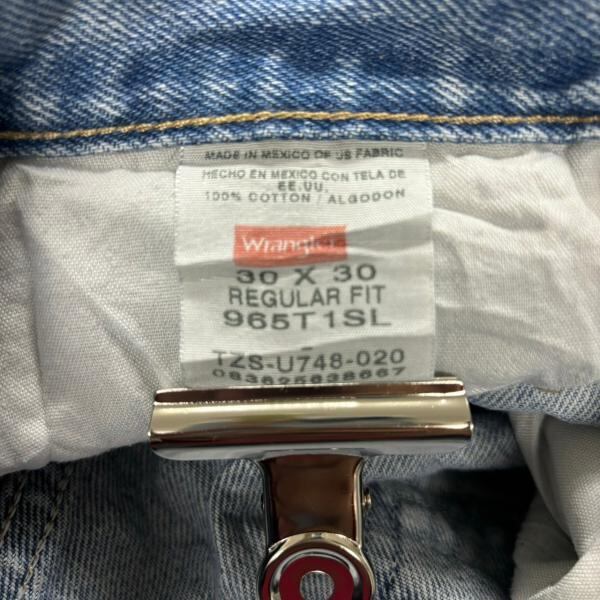 MADE IN MEXICO OF US FABRIC
HECHO EN MEXICO CON TELA DE
EE.UU.
100% COTTON / ALGODON
Wrangler
30 X 30
REGULAR FIT
965T1SL
-
TZS-U748-020
083625838667